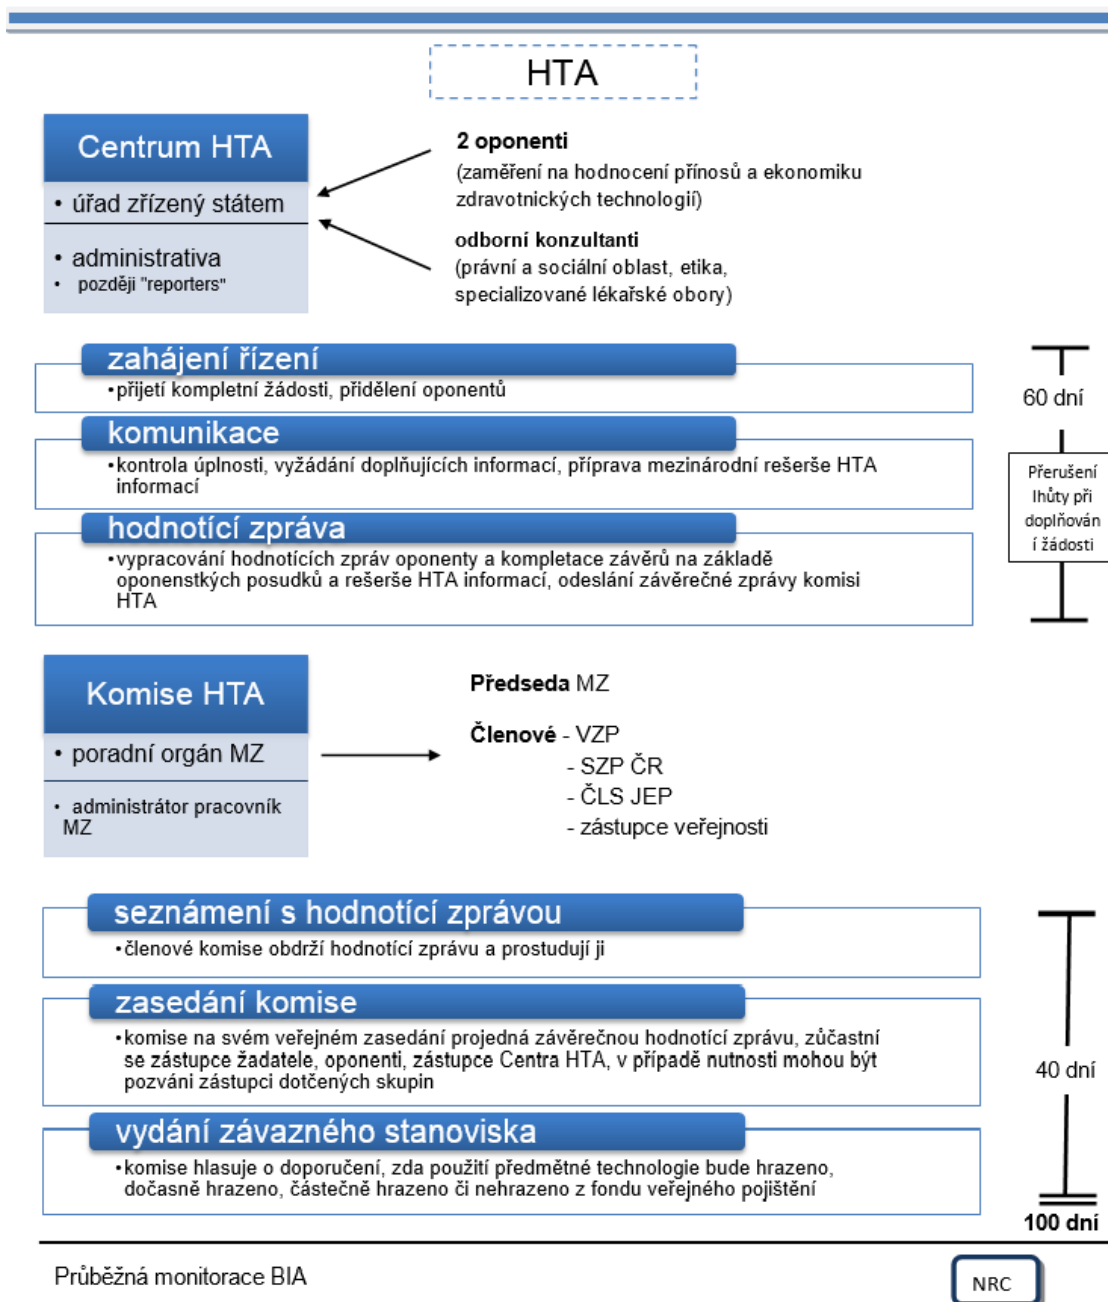 HTA
Centrum HTA
• úřad zřízený státem
• administrativa
• později "reporters"
2 oponenti
(zaměření na hodnocení přínosů a ekonomiku
zdravotnických technologií)
odborní konzultanti
(právní a sociální oblast, etika,
specializované lékařské obory)
zahájení řízení
•přijetí kompletní žádosti, přidělení oponentů
komunikace
•kontrola úplnosti, vyžádání doplňujících informací, příprava mezinárodní rešerše HTA
informací
hodnotící zpráva
•vypracování hodnotících zpráv oponenty a kompletace závěrů na základě
oponenstkých posudků a rešerše HTA informací, odeslání závěrečné zprávy komisi
HTA
60 dní
Přerušení
lhůty při
doplňován
í žádosti
Komise HTA
• poradní orgán MZ
• administrátor pracovník
MZ
Předseda MZ
Členové - VZP
- SZP ČR
- ČLS JEP
- zástupce veřejnosti
seznámení s hodnotící zprávou
•členové komise obdrží hodnotící zprávu a prostudují ji
zasedání komise
•komise na svém veřejném zasedání projedná závěrečnou hodnotící zprávu, zůčastní
se zástupce žadatele, oponenti, zástupce Centra HTA, v případě nutnosti mohou být
pozváni zástupci dotčených skupin
vydání závazného stanoviska
•komise hlasuje o doporučení, zda použití předmětné technologie bude hrazeno,
dočasně hrazeno, částečně hrazeno či nehrazeno z fondu veřejného pojištění
40 dní
100 dní
Průběžná monitorace BIA
NRC